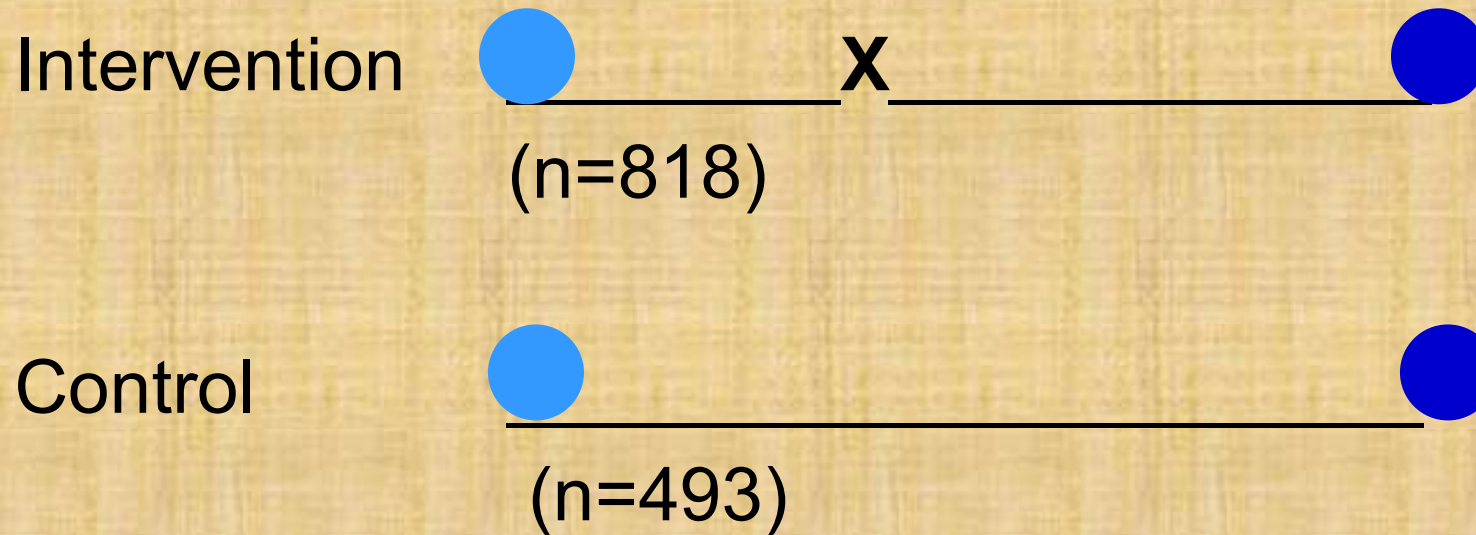 Intervention X
(n=818)
Control
(n=493)